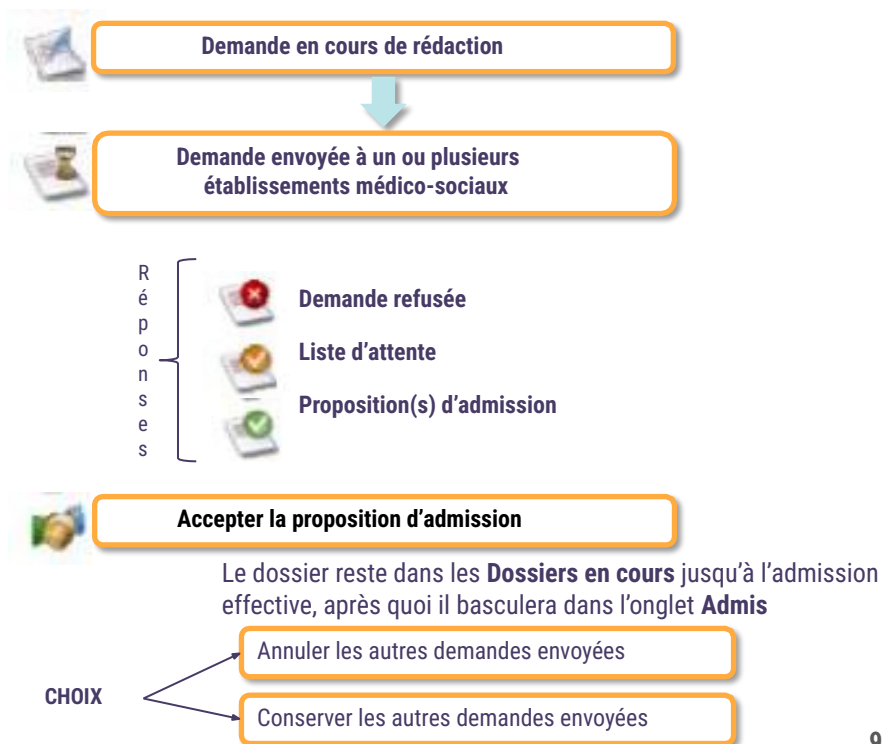 Demande en cours de rédaction
Demande envoyée à un ou plusieurs
établissements médico-sociaux
Réponses
Demande refusée
Liste d’attente
Proposition(s) d’admission
Accepter la proposition d’admission
Le dossier reste dans les Dossiers en cours jusqu’à l’admission
effective, après quoi il basculera dans l’onglet Admis
Annuler les autres demandes envoyées
CHOIX
Conserver les autres demandes envoyées
9